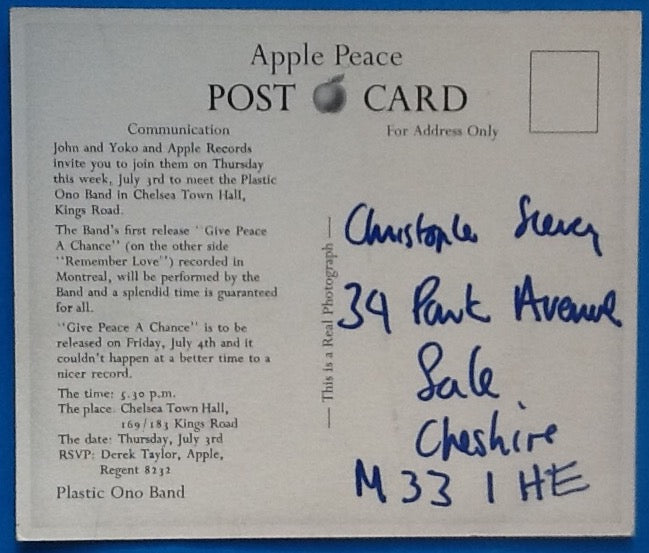 Apple Peace
POST CARD
Communication
John and Yoko and Apple Records
invite you to join them on Thursday
this week, July 3rd to meet the Plastic
Ono Band in Chelsea Town Hall,
Kings Road.
The Band's first release "Give Peace
A Chance" (on the other side
"Remember Love") recorded in
Montreal, will be performed by the
Band and a splendid time is guaranteed
for all.
"Give Peace A Chance" is to be
released on Friday, July 4th and it
couldn't happen at a better time to a
nicer record.
The time: 5.30 p.m.
The place: Chelsea Town Hall,
169/183 Kings Road
The date: Thursday, July 3rd
RSVP: Derek Taylor, Apple,
Regent 8232
Plastic Ono Band
This is a Real Photograph
For Address Only
Christopher
Park Avenue
Sale
Cheshire
M33 1HE